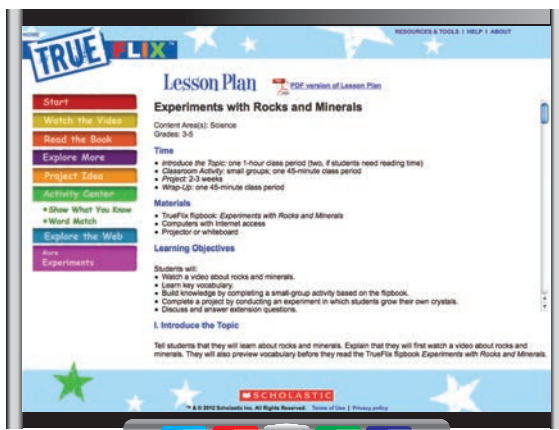 HOME
RESOURCES & TOOLS | HELP | ABOUT
TRUE FLIX™
Lesson Plan
PDF version of Lesson Plan
Start
Watch the Video
Read the Book
Explore More
Project Idea
Activity Center
• Show What You Know
• Word Match
Explore the Web
More
Experiments
Experiments with Rocks and Minerals
Content Area(s): Science
Grades: 3-5
Time
• Introduce the Topic: one 1-hour class period (two, if students need reading time)
• Classroom Activity: small groups; one 45-minute class period
• Project: 2-3 weeks
• Wrap-Up: one 45-minute class period
Materials
• TrueFlix flipbook: Experiments with Rocks and Minerals
• Computers with Internet access
• Projector or whiteboard
Learning Objectives
Students will:
• Watch a video about rocks and minerals.
• Learn key vocabulary.
• Build knowledge by completing a small-group activity based on the flipbook.
• Complete a project by conducting an experiment in which students grow their own crystals.
• Discuss and answer extension questions.
I. Introduce the Topic
Tell students that they will learn about rocks and minerals. Explain that they will first watch a video about rocks and
minerals. They will also preview vocabulary before they read the TrueFlix flipbook Experiments with Rocks and Minerals.
SCHOLASTIC
™ & © 2012 Scholastic Inc. All Rights Reserved. Terms of Use | Privacy policy